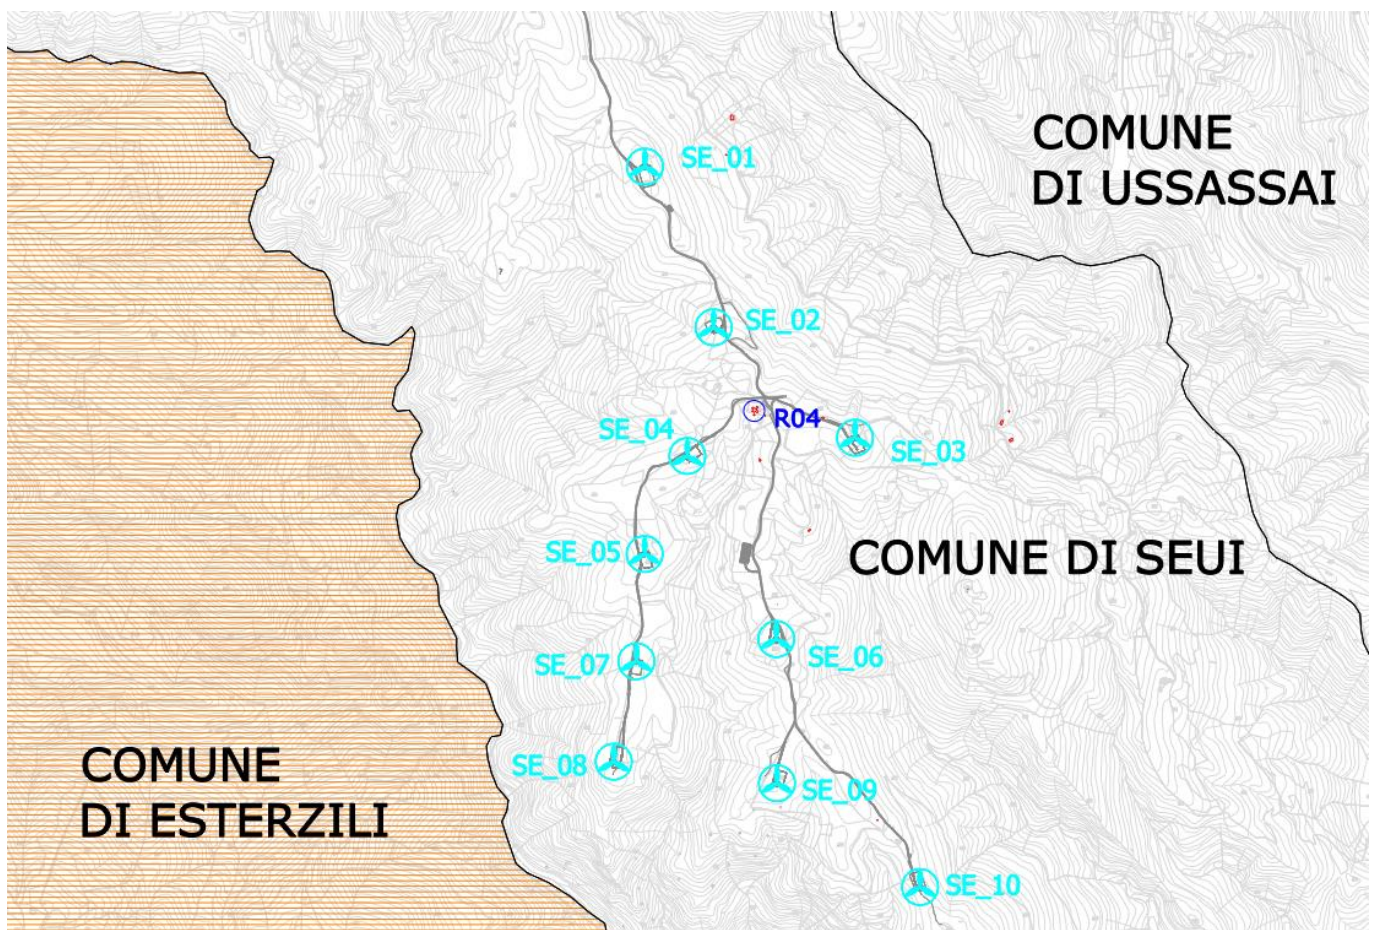 COMUNE
DI USSASSAI
SE_01
SE_02
R04
SE_04
SE_03
SE_05
COMUNE DI SEUI
SE_07
SE_06
COMUNE
DI ESTERZILI
SE_08
SE_09
SE_10